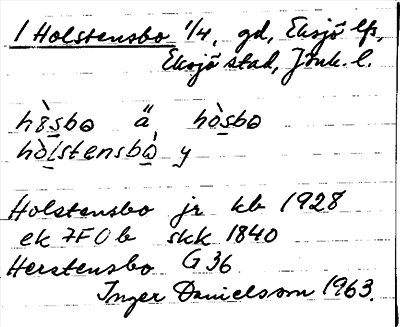 1 Holstensbo 1/4, gd, Eksjö lfs,
Eksjö stad, Jönk. l.
hòsbo ä hòsbo
hòlstensbò y
Holstensbo jr kb 1928
ek 7F0b skk 1840
Herstensbo G 36
Inger Danielsson 1963.